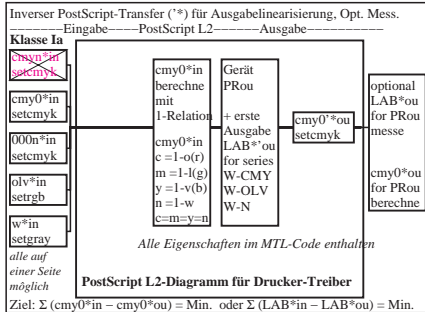 Inverser PostScript-Transfer ('*) für Ausgabelinearisierung, Opt. Mess.
–––––––Eingabe––––PostScript L2––––––Ausgabe––––––––––
Klasse Ia
cmyn*in
setcmyk
cmy0*in
setcmyk
000n*in
setcmyk
olv*in
setrgb
w*in
setgray
alle auf
einer Seite
möglich
cmy0*in
berechne
mit
1-Relation
cmy0*in
c =1-o(r)
m =1-l(g)
y =1-v(b)
n =1-w
c=m=y=n
Gerät
PRou
+ erste
Ausgabe
LAB*'ou
for series
W-CMY
W-OLV
W-N
cmy0'*ou
setcmyk
optional
LAB*ou
for PRou
messe
cmy0*ou
for PRou
berechne
Alle Eigenschaften im MTL-Code enthalten
PostScript L2-Diagramm für Drucker-Treiber
Ziel: Σ (cmy0*in – cmy0*ou) = Min. oder Σ (LAB*in – LAB*ou) = Min.